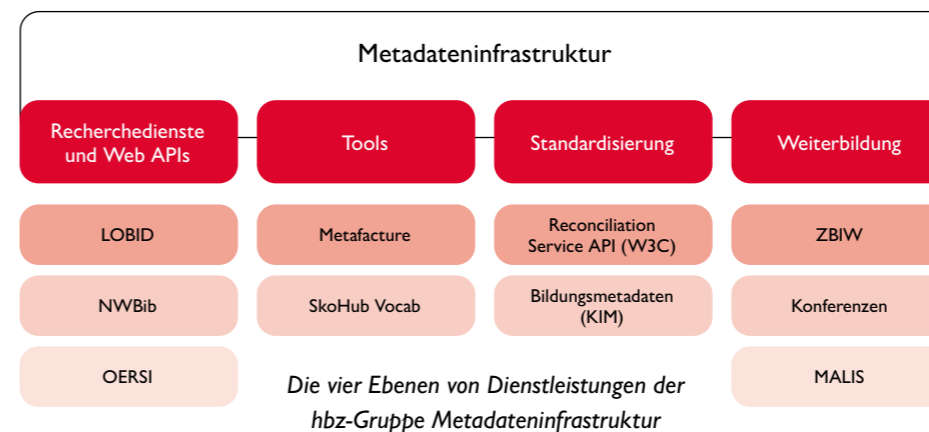 Metadateninfrastruktur
Recherchedienste
und Web APIs
Tools
Standardisierung
Weiterbildung
LOBID
Metafacture
Reconciliation
Service API (W3C)
ZBIW
NWBib
SkoHub Vocab
Bildungsmetadaten
(KIM)
Konferenzen
OERSI
MALIS
Die vier Ebenen von Dienstleistungen der
hbz-Gruppe Metadateninfrastruktur